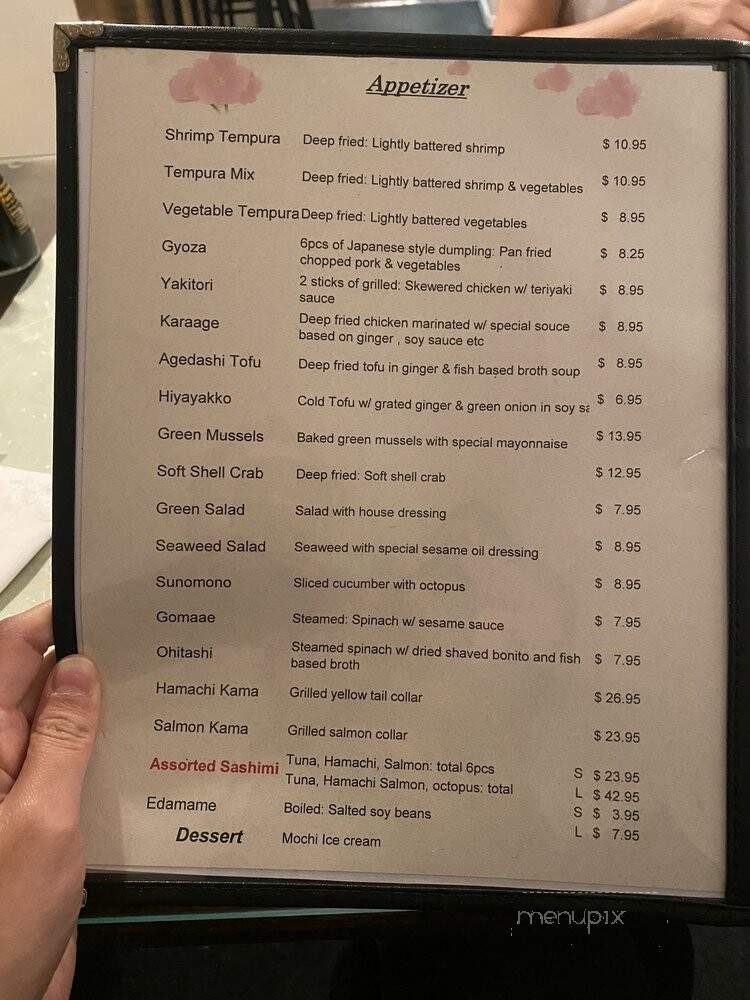 Appetizer
Shrimp Tempura Deep fried: Lightly battered shrimp $ 10.95
Tempura Mix Deep fried: Lightly battered shrimp & vegetables $ 10.95
Vegetable Tempura Deep fried: Lightly battered vegetables $ 8.95
Gyoza 6pcs of Japanese style dumpling: Pan fried $ 8.25
chopped pork & vegetables
Yakitori 2 sticks of grilled: Skewered chicken w/ teriyaki $ 8.95
sauce
Karaage Deep fried chicken marinated w/ special souce $ 8.95
based on ginger , soy sauce etc
Agedashi Tofu Deep fried tofu in ginger & fish based broth soup $ 8.95
Hiyayakko Cold Tofu w/ grated ginger & green onion in soy sa $ 6.95
Green Mussels Baked green mussels with special mayonnaise $ 13.95
Soft Shell Crab Deep fried: Soft shell crab $ 12.95
Green Salad Salad with house dressing $ 7.95
Seaweed Salad Seaweed with special sesame oil dressing $ 8.95
Sunomono Sliced cucumber with octopus $ 8.95
Gomaae Steamed: Spinach w/ sesame sauce $ 7.95
Ohitashi Steamed spinach w/ dried shaved bonito and fish $ 7.95
based broth
Hamachi Kama Grilled yellow tail collar $ 26.95
Salmon Kama Grilled salmon collar $ 23.95
Assorted Sashimi Tuna, Hamachi, Salmon: total 6pcs S $ 23.95
Tuna, Hamachi Salmon, octopus: total L $ 42.95
Edamame Boiled: Salted soy beans S $ 3.95
Dessert Mochi Ice cream L $ 7.95
menupix